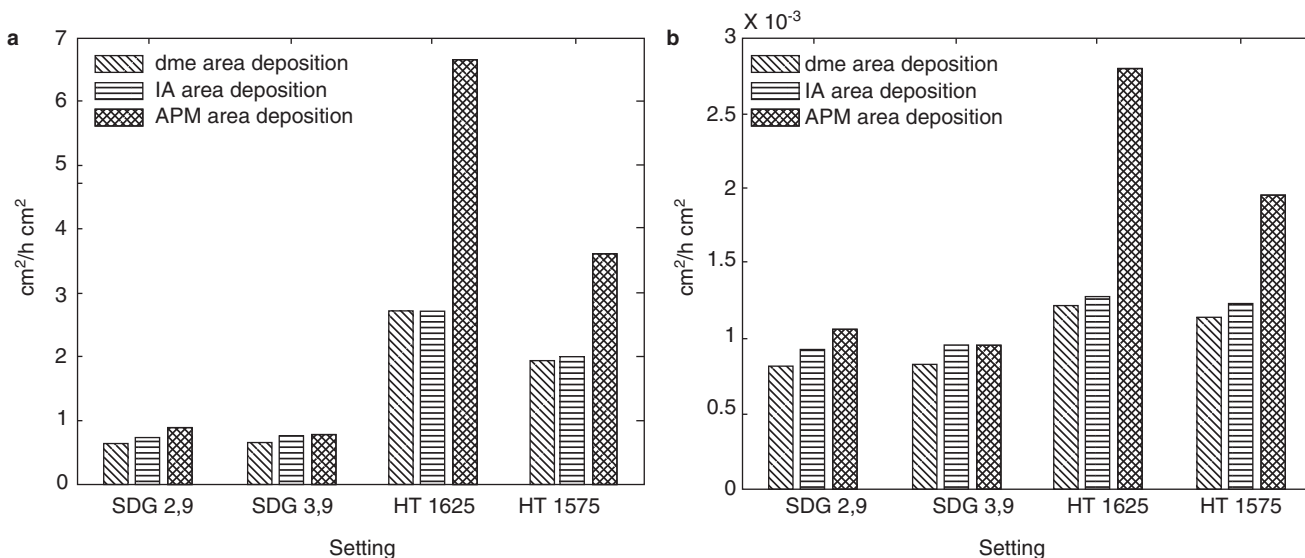 a
7
6
5
4
3
2
1
0
cm²/h cm²
dme area deposition
IA area deposition
APM area deposition
SDG 2,9 SDG 3,9 HT 1625 HT 1575
Setting
b
X 10⁻³
3
2.5
2
1.5
1
0.5
0
cm²/h cm²
dme area deposition
IA area deposition
APM area deposition
SDG 2,9 SDG 3,9 HT 1625 HT 1575
Setting